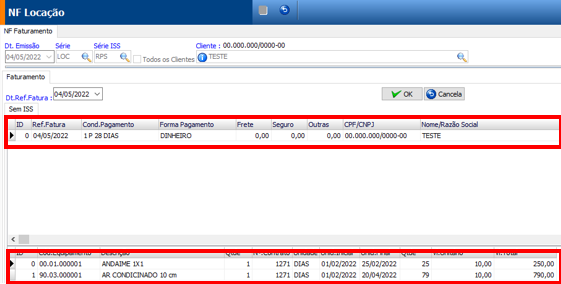 NF Locação
NF Faturamento
Dt. Emissão Série Série ISS Cliente : 00.000.000/0000-00
04/05/2022 LOC RPS Todos os Clientes TESTE
Faturamento
Dt.Ref.Fatura : 04/05/2022 OK Cancela
Sem ISS
ID Ref.Fatura Cond.Pagamento Forma Pagamento Frete Seguro Outras CPF/CNPJ Nome/Razão Social
0 04/05/2022 1 P 28 DIAS DINHEIRO 0,00 0,00 0,00 00.000.000/0000-00 TESTE
ID Cod.Equipamento Descrição Qtde Nº.Contrato Unidade Qtde Vl.Unitário Vl.Total
0 00.01.000001 ANDAIME 1X1 1 1271 DIAS 01/02/2022 25/02/2022 25 10,00 250,00
1 90.03.000001 AR CONDICINADO 10 cm 1 1271 DIAS 01/02/2022 20/04/2022 79 10,00 790,00